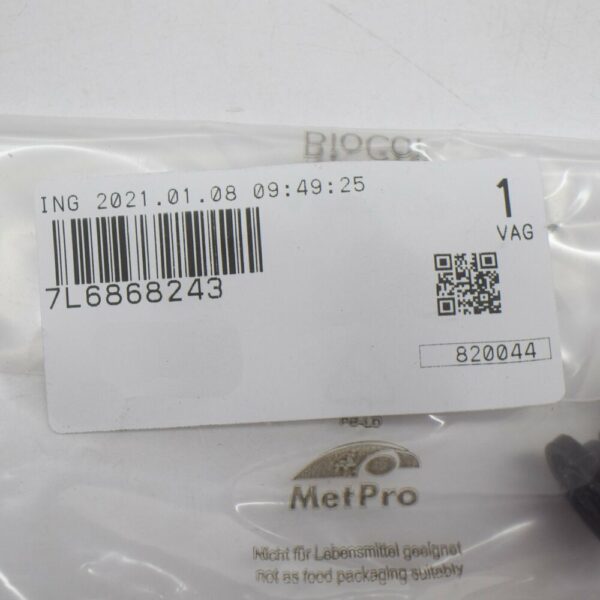 ING 2021.01.08 09:49:25
1
VAG
7L6868243
820044
PE-LD
MetPro
Nicht für Lebensmittel geeignet
not as food packaging suitably